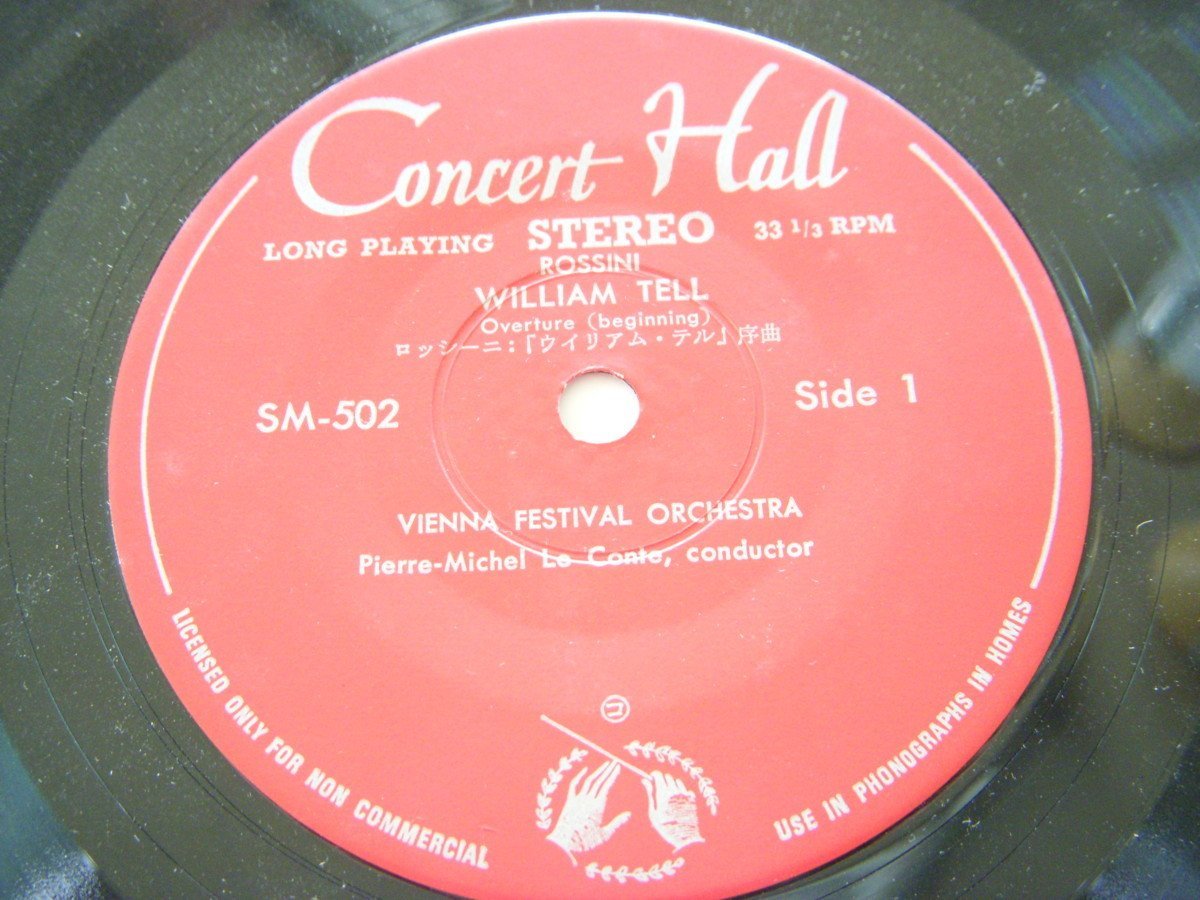 Concert Hall
LONG PLAYING STEREO 33 1/3 RPM
ROSSINI
WILLIAM TELL
Overture (beginning)
ロッシーニ:「ウイリアム・テル」序曲
SM-502 Side 1
VIENNA FESTIVAL ORCHESTRA
Pierre-Michel Le Conte, conductor
コ
LICENSED ONLY FOR NON COMMERCIAL USE IN PHONOGRAPHS IN HOMES